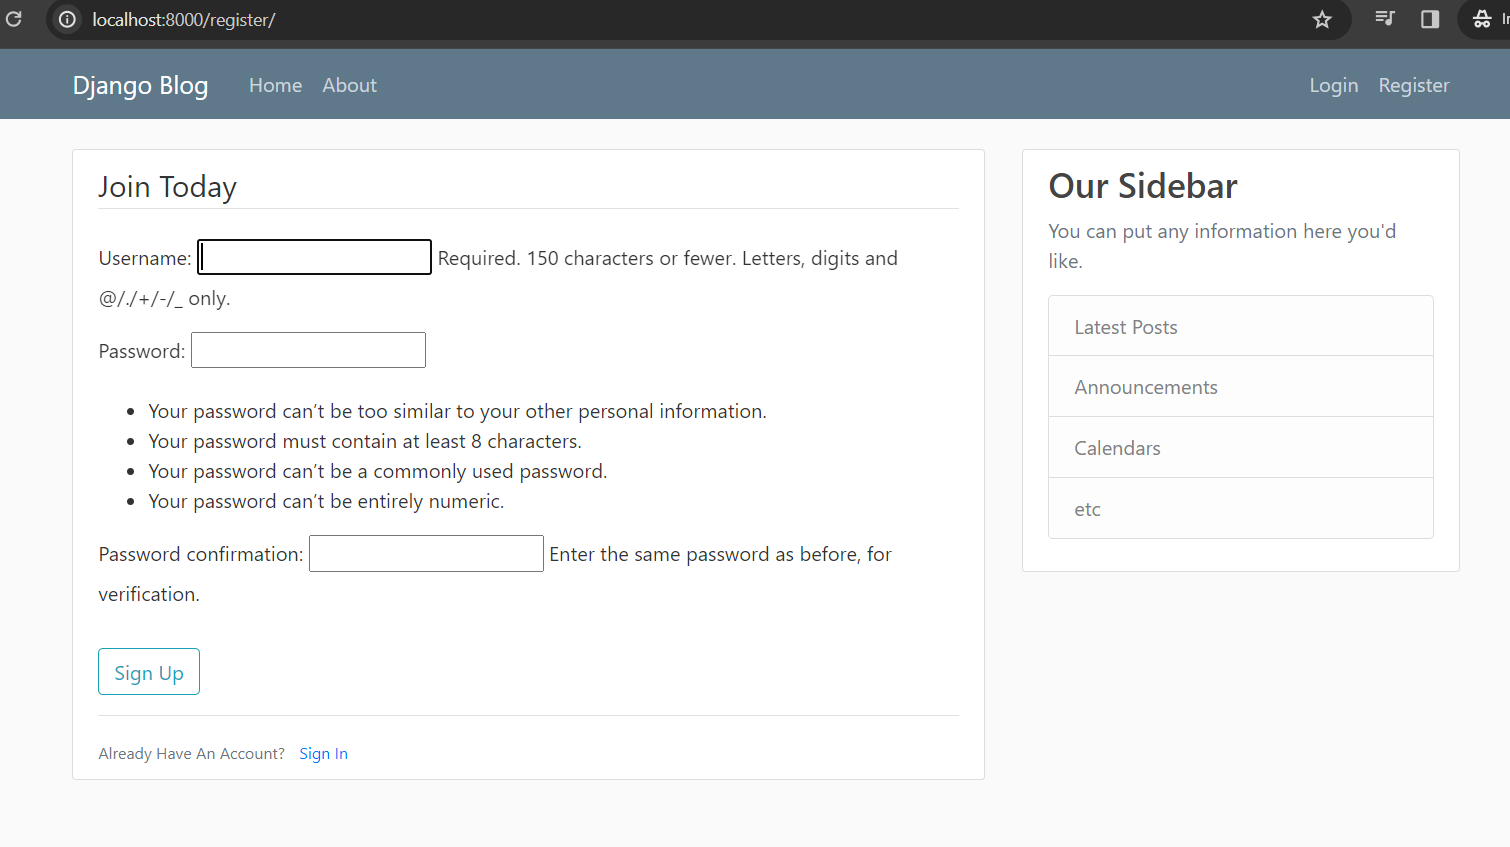 localhost:8000/register/
Django Blog Home About Login Register
Join Today
Username: Required. 150 characters or fewer. Letters, digits and
@/./+/-/_ only.
Password:
Your password can’t be too similar to your other personal information.
Your password must contain at least 8 characters.
Your password can’t be a commonly used password.
Your password can’t be entirely numeric.
Password confirmation: Enter the same password as before, for
verification.
Sign Up
Already Have An Account? Sign In
Our Sidebar
You can put any information here you'd
like.
Latest Posts
Announcements
Calendars
etc